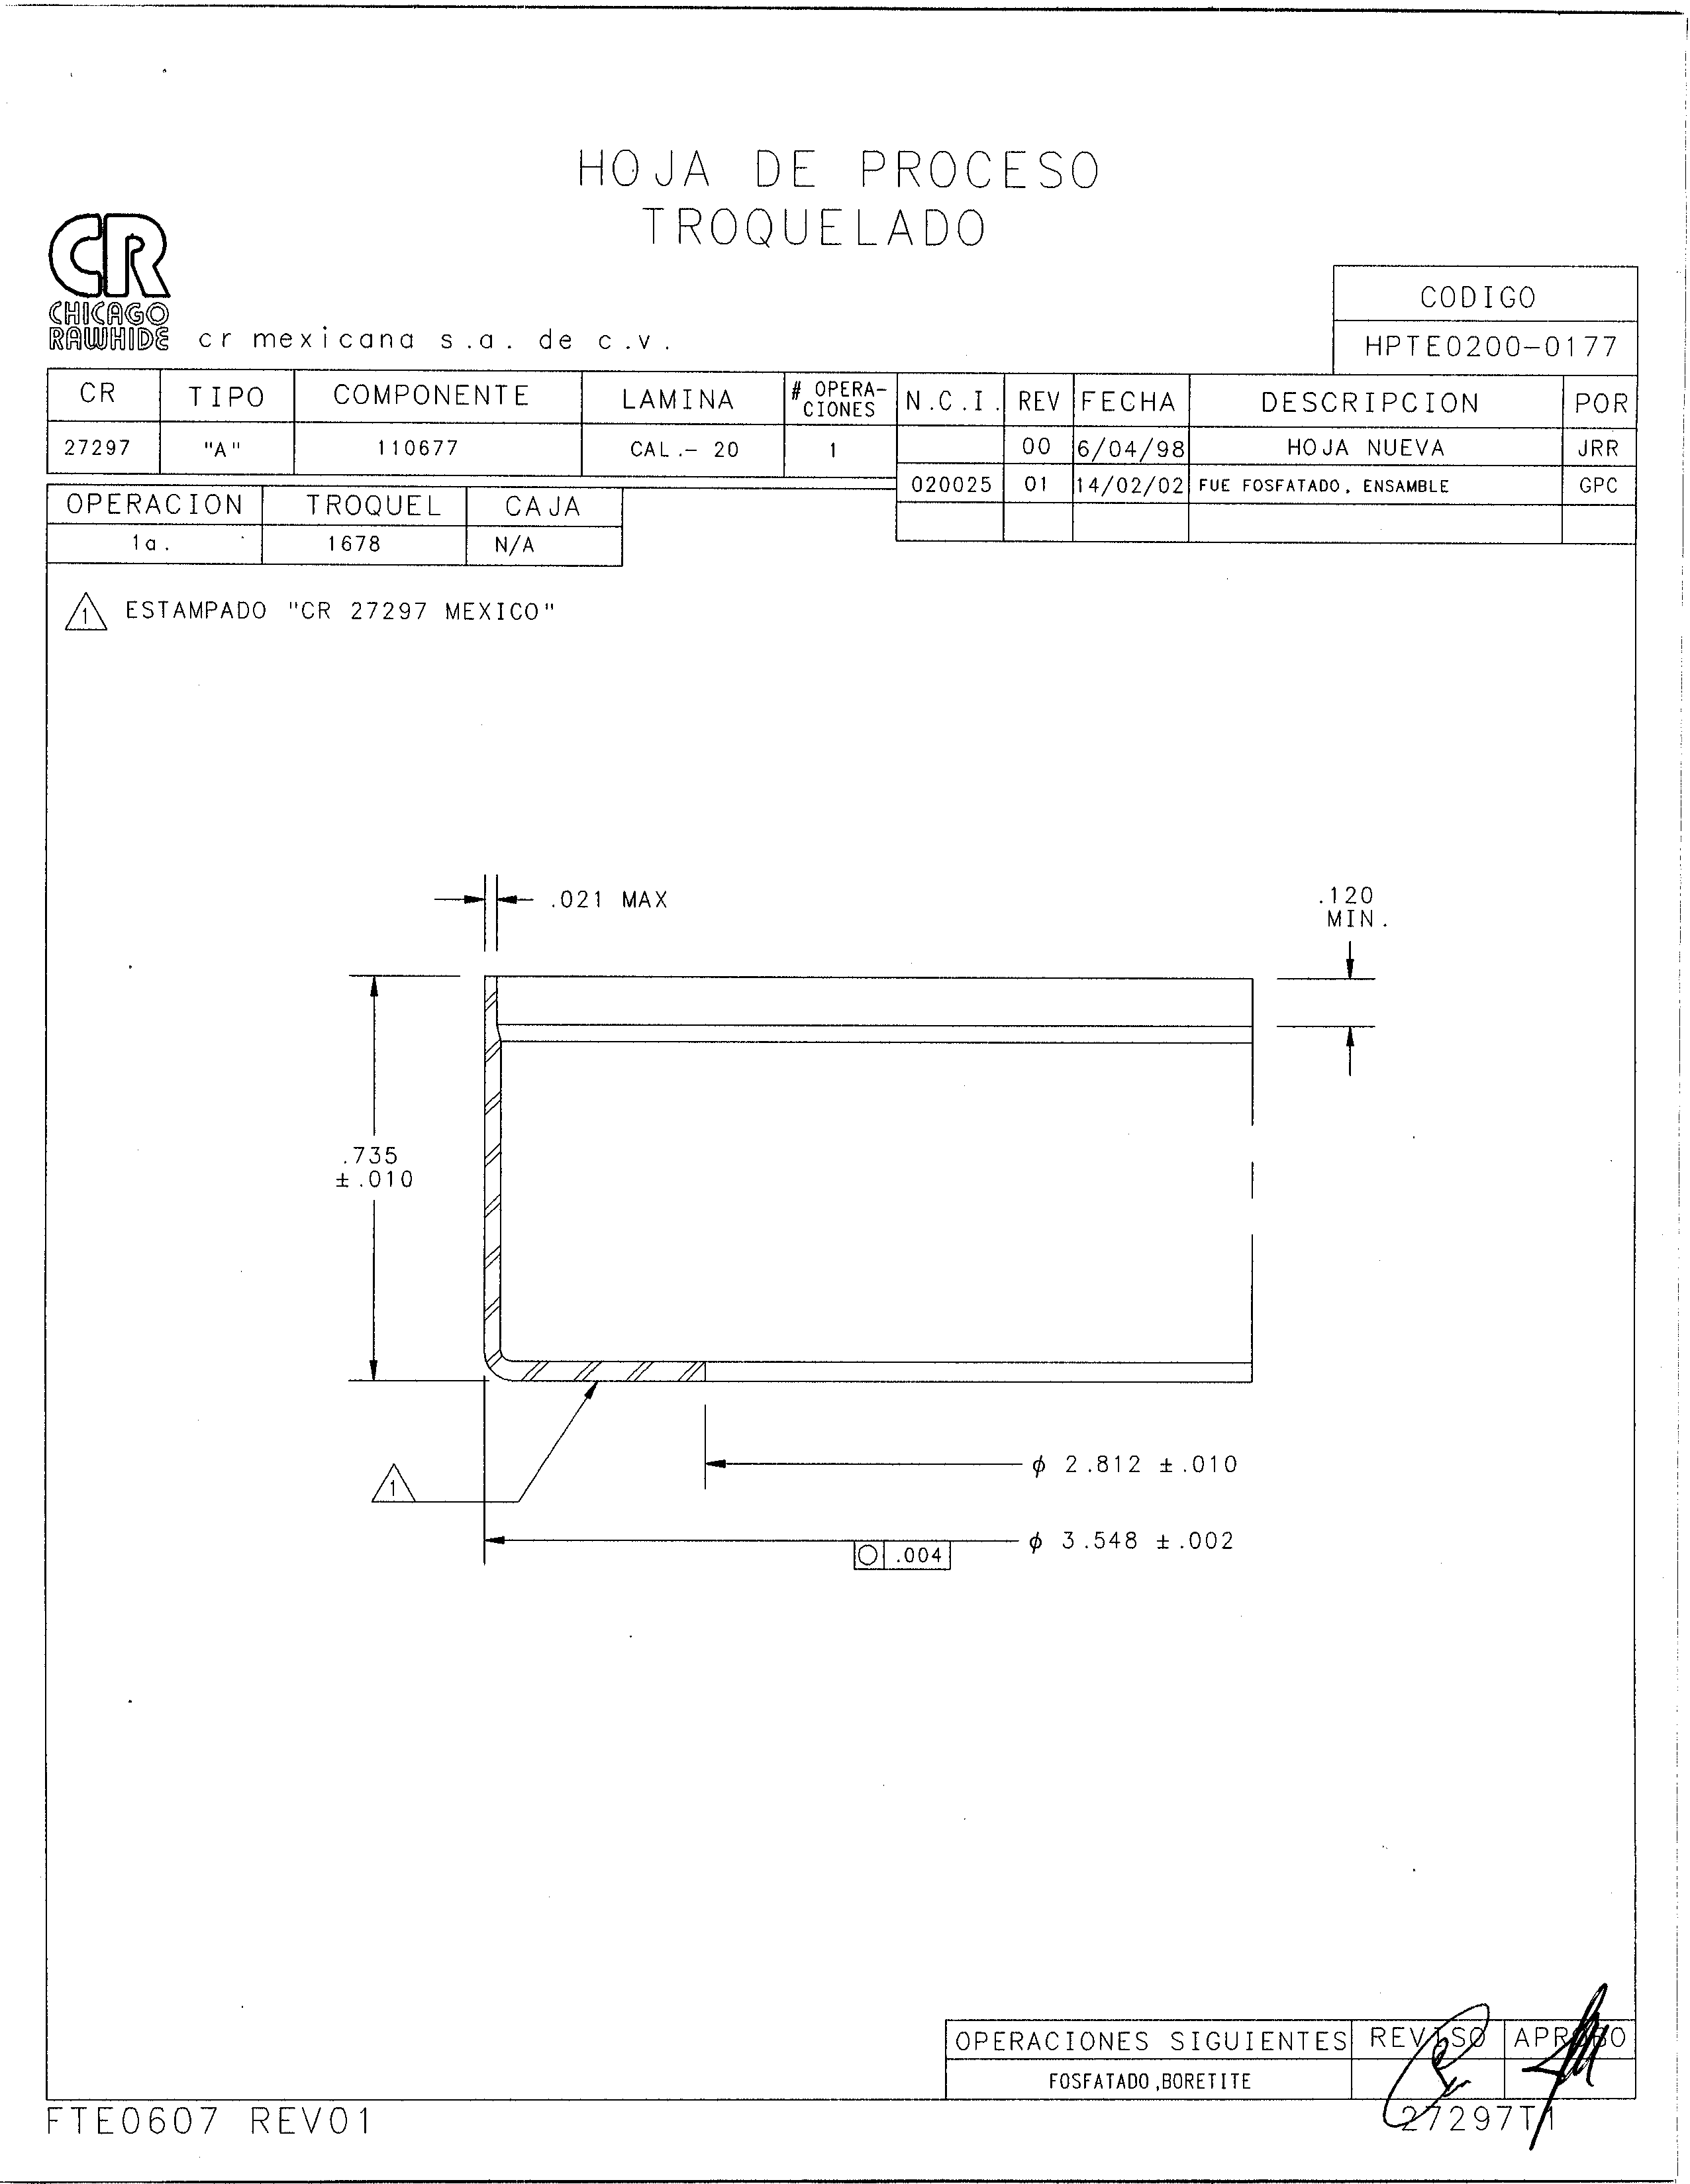 HOJA DE PROCESO
TROQUELADO
CR
CHICAGO
RAWHIDE
cr mexicana s.a. de c.v.
CODIGO
HPTE0200-0177
CR TIPO COMPONENTE LAMINA # OPERA-CIONES N.C.I. REV FECHA DESCRIPCION POR
27297 "A" 110677 CAL.- 20 1 00 6/04/98 HOJA NUEVA JRR
020025 01 14/02/02 FUE FOSFATADO, ENSAMBLE GPC
OPERACION TROQUEL CAJA
1a. 1678 N/A
1 ESTAMPADO "CR 27297 MEXICO"
.021 MAX
.120
MIN.
.735
±.010
ϕ 2.812 ±.010
1
ϕ 3.548 ±.002
.004
OPERACIONES SIGUIENTES REVISO APROBO
FOSFATADO,BORETITE
FTE0607 REV01
27297T1